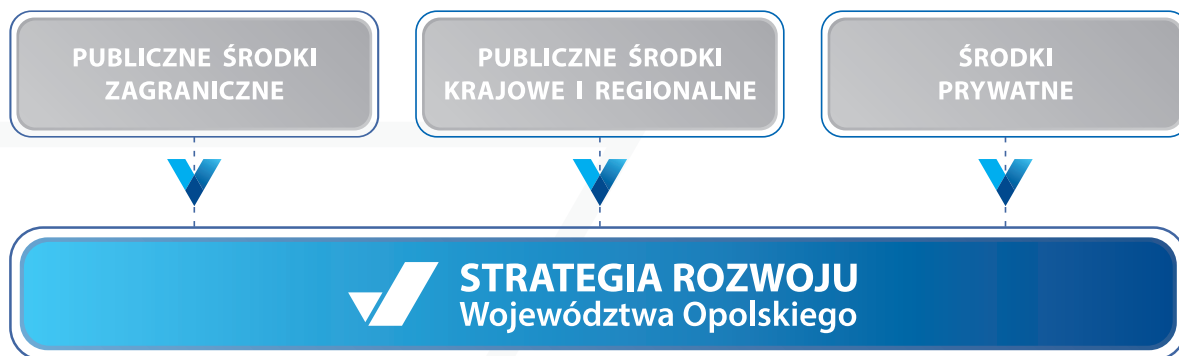 PUBLICZNE ŚRODKI
ZAGRANICZNE
PUBLICZNE ŚRODKI
KRAJOWE I REGIONALNE
ŚRODKI
PRYWATNE
STRATEGIA ROZWOJU
Województwa Opolskiego